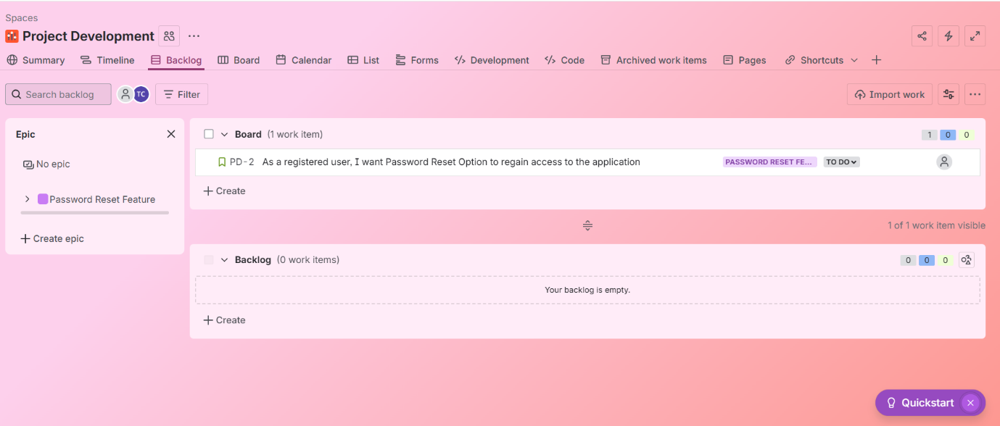 Spaces
Project Development
Summary Timeline Backlog Board Calendar List Forms Development Code Archived work items Pages Shortcuts
Search backlog TC Filter Import work
Epic
No epic
Password Reset Feature
Create epic
Board (1 work item) 1 0 0
PD-2 As a registered user, I want Password Reset Option to regain access to the application PASSWORD RESET FE... TO DO
Create
1 of 1 work item visible
Backlog (0 work items) 0 0 0
Your backlog is empty.
Create
Quickstart